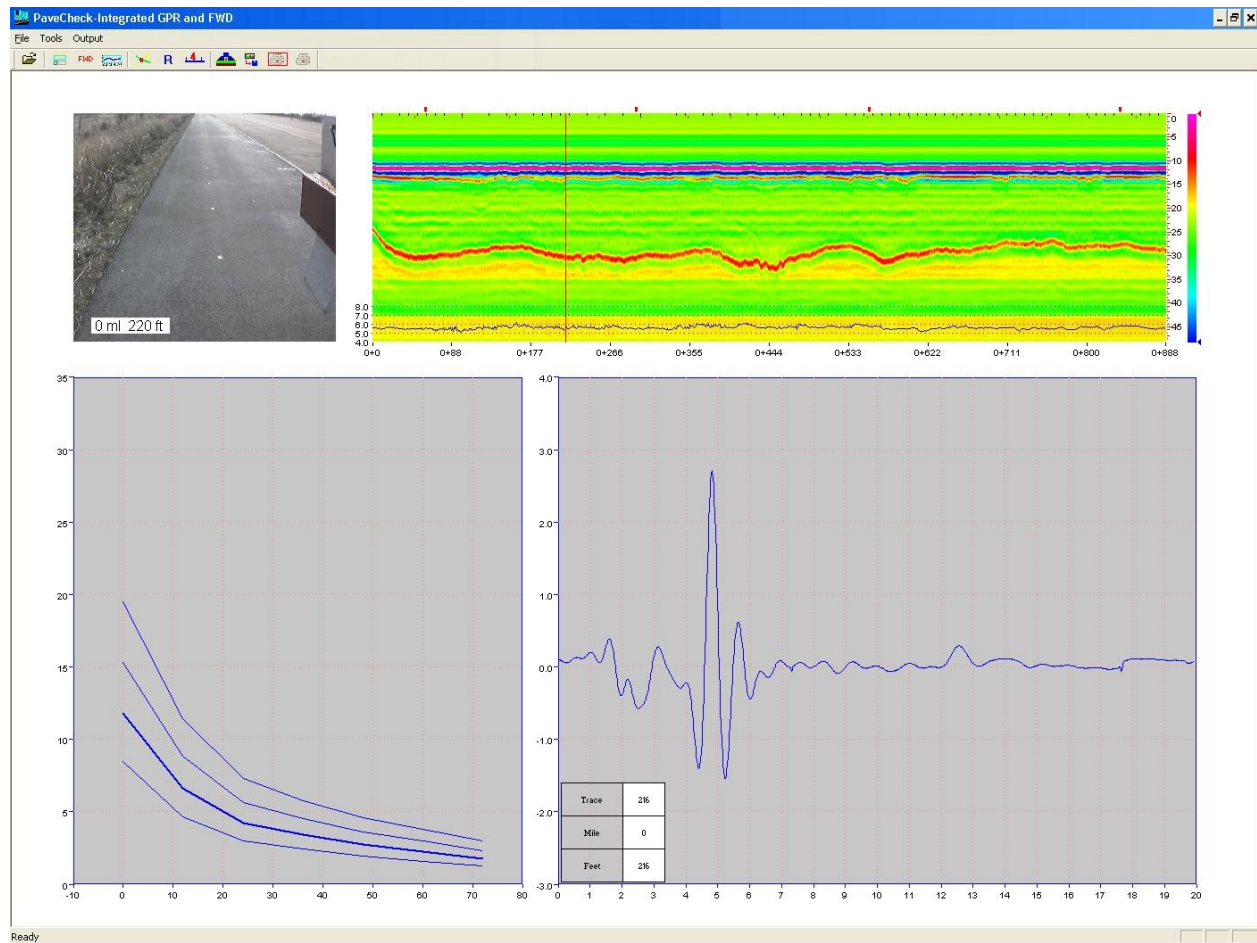 PaveCheck-Integrated GPR and FWD
File Tools Output
FWD R 4
0 ml 220 ft
0
5
10
15
20
25
30
35
40
45
8.0
7.0
6.0
5.0
4.0
0+0 0+88 0+177 0+266 0+355 0+444 0+533 0+622 0+711 0+800 0+888
35
30
25
20
15
10
5
0
-10 0 10 20 30 40 50 60 70 80
4.0
3.0
2.0
1.0
0.0
-1.0
-2.0
-3.0
Trace 216
Mile 0
Feet 216
0 1 2 3 4 5 6 7 8 9 10 11 12 13 14 15 16 17 18 19 20
Ready